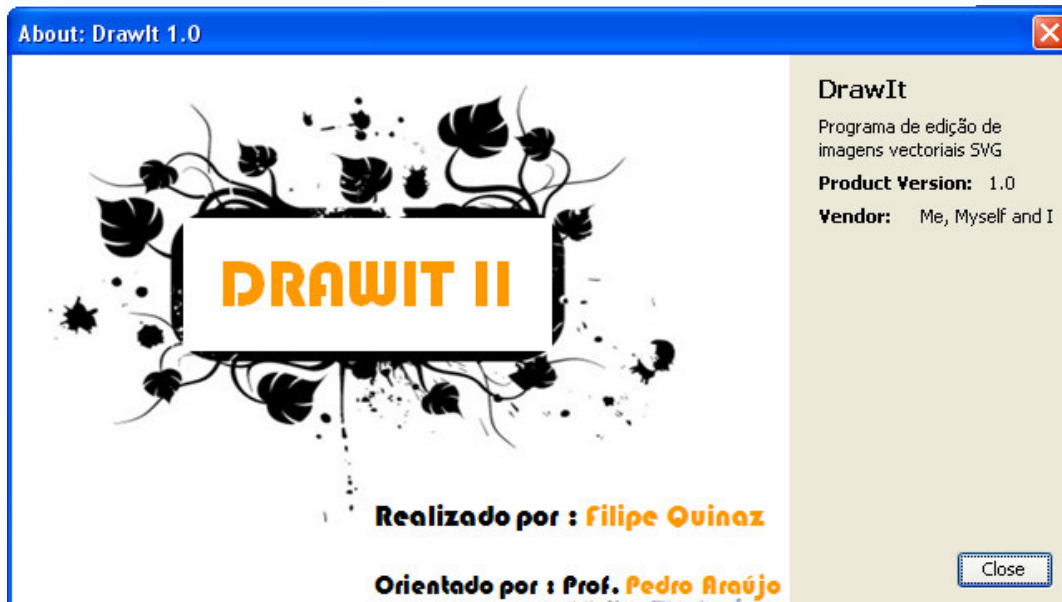 About: DrawIt 1.0
DRAWIT II
Realizado por : Filipe Quinaz
Orientado por : Prof. Pedro Araújo
DrawIt
Programa de edição de
imagens vectoriais SVG
Product Version: 1.0
Vendor: Me, Myself and I
Close